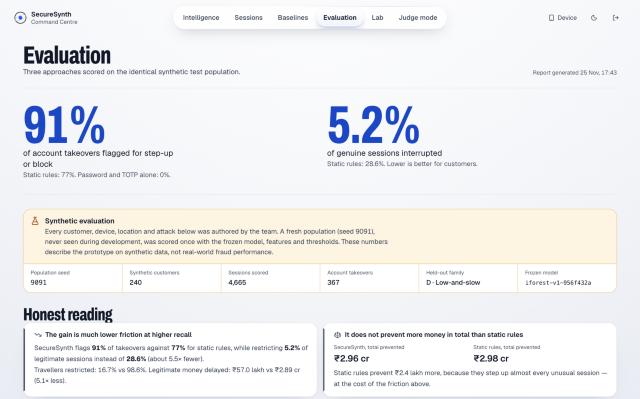 SecureSynth
Command Centre
Intelligence Sessions Baselines Evaluation Lab Judge mode
Device
Evaluation
Three approaches scored on the identical synthetic test population.
Report generated 25 Nov, 17:43
91%
of account takeovers flagged for step-up
or block
Static rules: 77%. Password and TOTP alone: 0%.
5.2%
of genuine sessions interrupted
Static rules: 28.6%. Lower is better for customers.
Synthetic evaluation
Every customer, device, location and attack below was authored by the team. A fresh population (seed 9091),
never seen during development, was scored once with the frozen model, features and thresholds. These numbers
describe the prototype on synthetic data, not real-world fraud performance.
Population seed
9091
Synthetic customers
240
Sessions scored
4,665
Account takeovers
367
Held-out family
D · Low-and-slow
Frozen model
iforest-v1-956f432a
Honest reading
The gain is much lower friction at higher recall
SecureSynth flags 91% of takeovers against 77% for static rules, while restricting 5.2% of
legitimate sessions instead of 28.6% (about 5.5× fewer).
Travellers restricted: 16.7% vs 98.6%. Legitimate money delayed: ₹57.0 lakh vs ₹2.89 cr
(5.1× less).
It does not prevent more money in total than static rules
SecureSynth, total prevented
₹2.96 cr
Static rules, total prevented
₹2.98 cr
Static rules prevent ₹2.4 lakh more, because they step up almost every unusual session —
at the cost of the friction above.